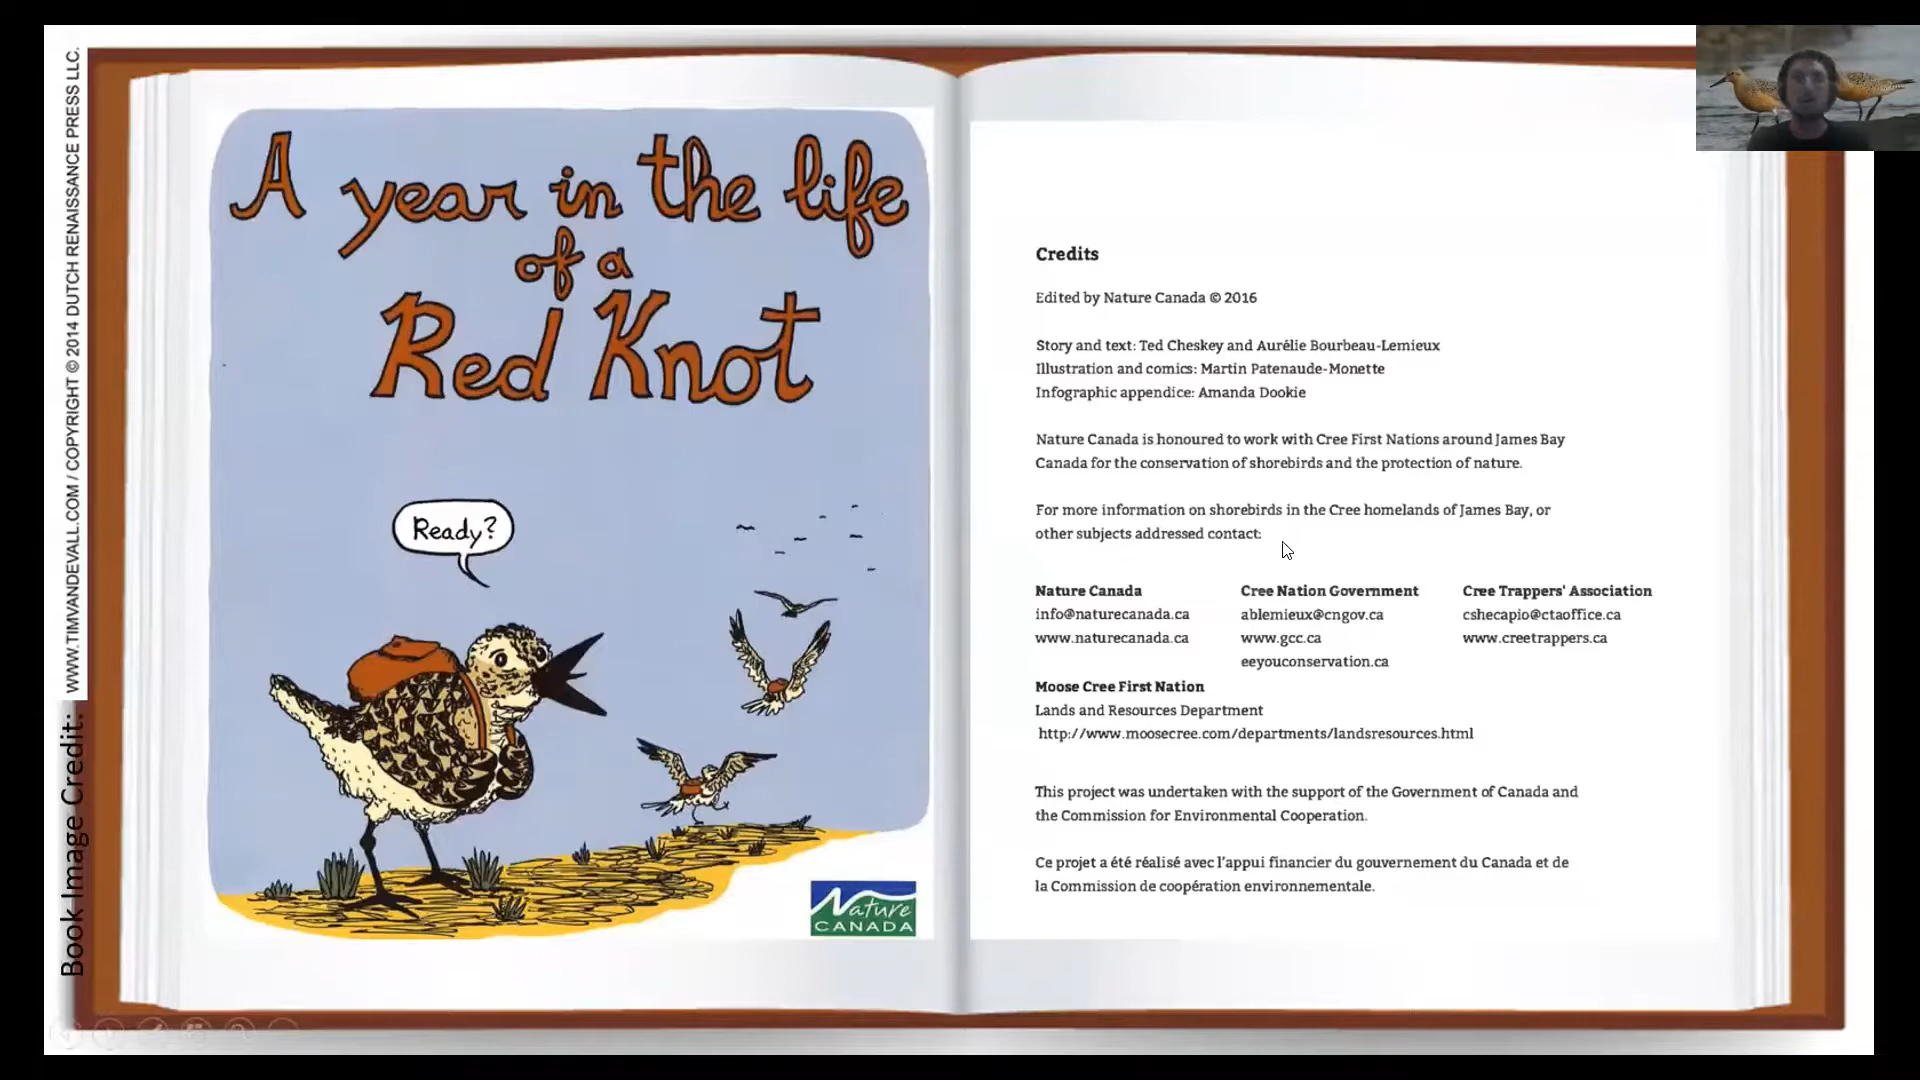 WWW.TIMVANDEVALL.COM / COPYRIGHT © 2014 DUTCH RENAISSANCE PRESS LLC.
Book Image Credit:
A year in the life
of a
Red Knot
Ready?
Nature
CANADA
Credits
Edited by Nature Canada © 2016
Story and text: Ted Cheskey and Aurélie Bourbeau-Lemieux
Illustration and comics: Martin Patenaude-Monette
Infographic appendice: Amanda Dookie
Nature Canada is honoured to work with Cree First Nations around James Bay
Canada for the conservation of shorebirds and the protection of nature.
For more information on shorebirds in the Cree homelands of James Bay, or
other subjects addressed contact:
Nature Canada
info@naturecanada.ca
www.naturecanada.ca
Cree Nation Government
ablemieux@cngov.ca
www.gcc.ca
eeyouconservation.ca
Cree Trappers' Association
cshecapio@ctaoffice.ca
www.creetrappers.ca
Moose Cree First Nation
Lands and Resources Department
http://www.moosecree.com/departments/landsresources.html
This project was undertaken with the support of the Government of Canada and
the Commission for Environmental Cooperation.
Ce projet a été réalisé avec l'appui financier du gouvernement du Canada et de
la Commission de coopération environnementale.